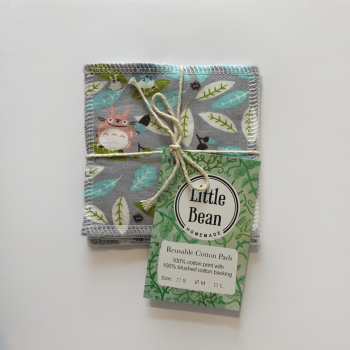 Little
Bean
HOMEMADE
Reusable Cotton Pads
100% cotton print with
100% brushed cotton backing
Size: ☐ S ☑ M ☐ L